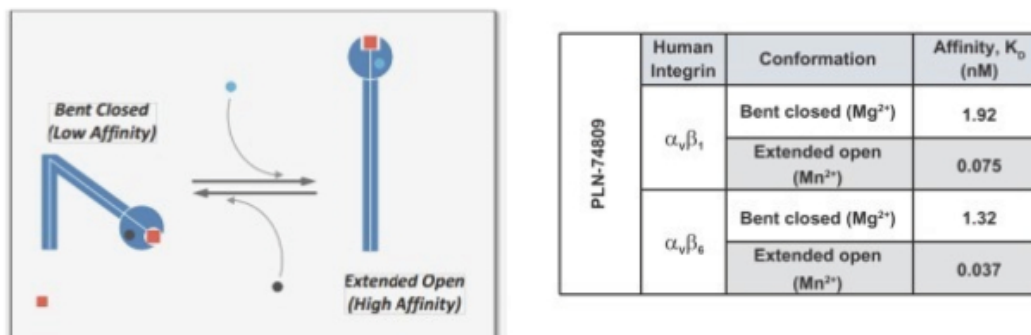 Bent Closed
(Low Affinity)
Extended Open
(High Affinity)
PLN-74809
Human Integrin
Conformation
Affinity, K_D (nM)
αvβ1
Bent closed (Mg²⁺)
1.92
Extended open (Mn²⁺)
0.075
αvβ6
Bent closed (Mg²⁺)
1.32
Extended open (Mn²⁺)
0.037